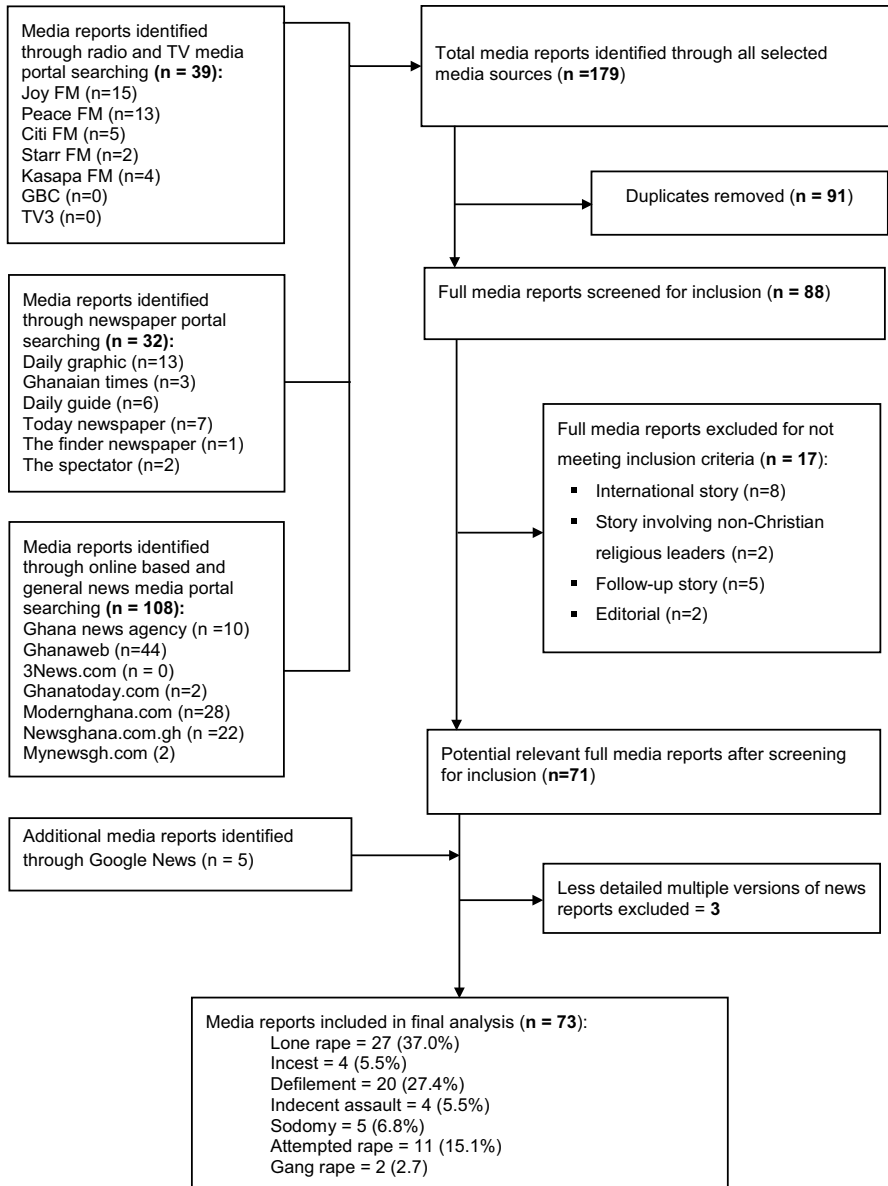 Media reports identified
through radio and TV media
portal searching (n = 39):
Joy FM (n=15)
Peace FM (n=13)
Citi FM (n=5)
Starr FM (n=2)
Kasapa FM (n=4)
GBC (n=0)
TV3 (n=0)
Media reports identified
through newspaper portal
searching (n = 32):
Daily graphic (n=13)
Ghanaian times (n=3)
Daily guide (n=6)
Today newspaper (n=7)
The finder newspaper (n=1)
The spectator (n=2)
Media reports identified
through online based and
general news media portal
searching (n = 108):
Ghana news agency (n =10)
Ghanaweb (n=44)
3News.com (n = 0)
Ghanatoday.com (n=2)
Modernghana.com (n=28)
Newsghana.com.gh (n =22)
Mynewsgh.com (2)
Additional media reports identified
through Google News (n = 5)
Total media reports identified through all selected
media sources (n =179)
Duplicates removed (n = 91)
Full media reports screened for inclusion (n = 88)
Full media reports excluded for not
meeting inclusion criteria (n = 17):
▪ International story (n=8)
▪ Story involving non-Christian
religious leaders (n=2)
▪ Follow-up story (n=5)
▪ Editorial (n=2)
Potential relevant full media reports after screening
for inclusion (n=71)
Less detailed multiple versions of news
reports excluded = 3
Media reports included in final analysis (n = 73):
Lone rape = 27 (37.0%)
Incest = 4 (5.5%)
Defilement = 20 (27.4%)
Indecent assault = 4 (5.5%)
Sodomy = 5 (6.8%)
Attempted rape = 11 (15.1%)
Gang rape = 2 (2.7)